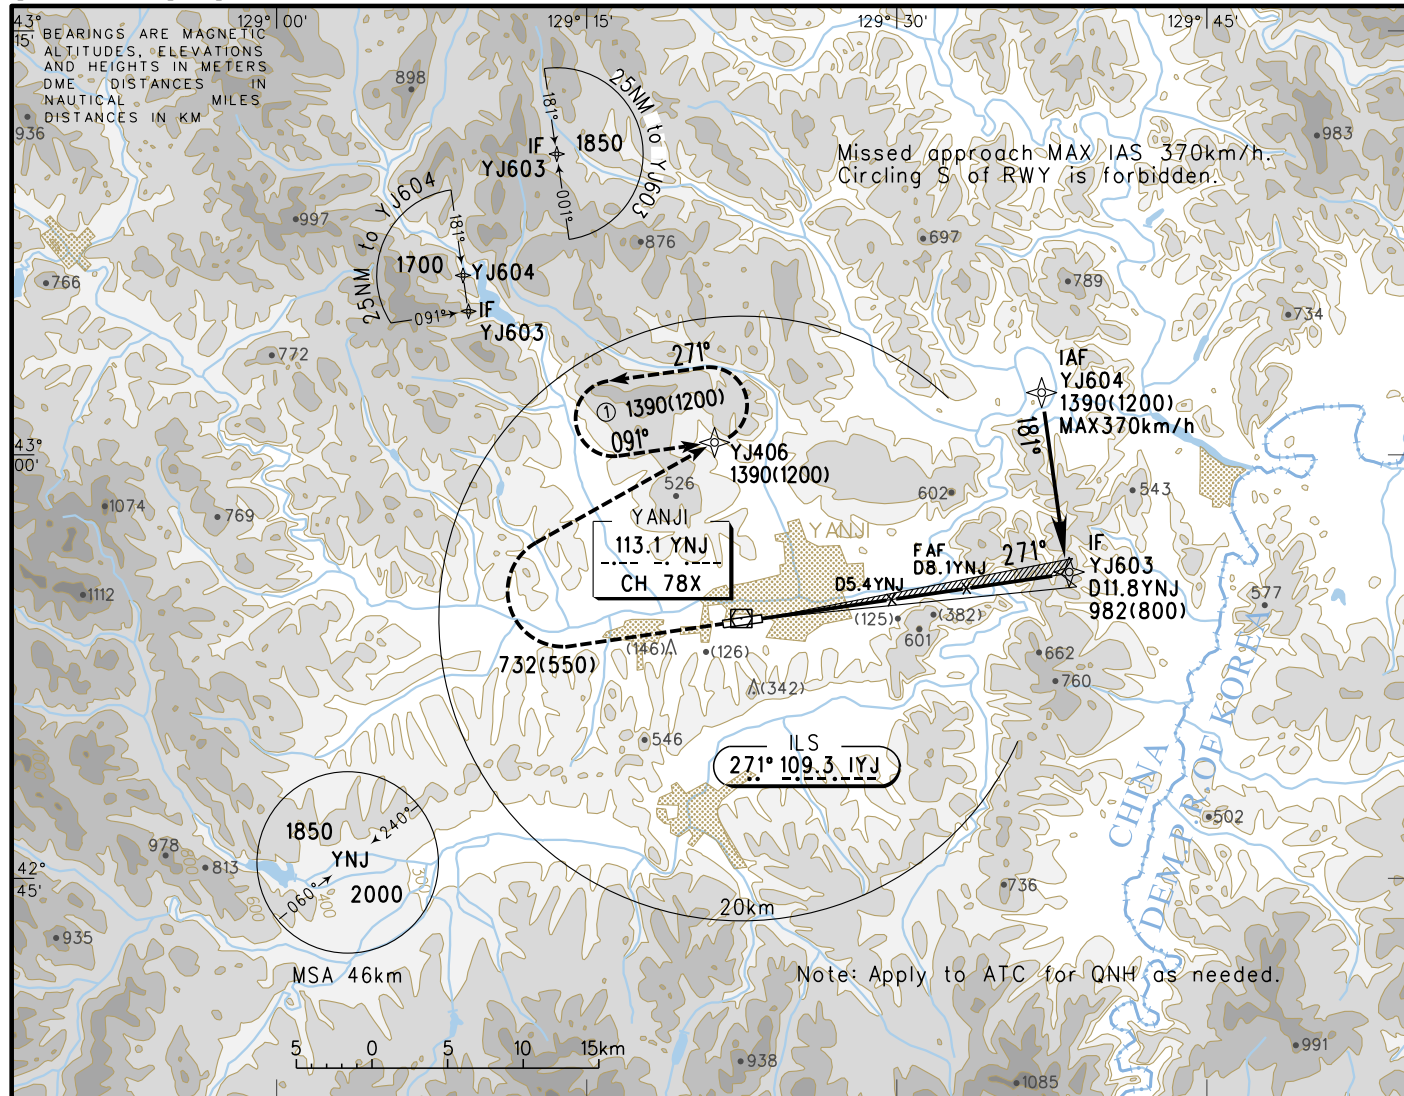 129° 00'
129° 15'
129° 30'
129° 45'
43°
15'
BEARINGS ARE MAGNETIC
ALTITUDES, ELEVATIONS
AND HEIGHTS IN METERS
DME DISTANCES IN
NAUTICAL MILES
DISTANCES IN KM
898
936
997
766
772
25NM to YJ603
181°
IF
YJ603
1850
001°
25NM to YJ604
181°
1700
YJ604
091°
IF
YJ603
876
Missed approach MAX IAS 370km/h.
Circling S of RWY is forbidden.
983
697
789
734
271°
① 1390(1200)
091°
YJ406
1390(1200)
IAF
YJ604
1390(1200)
MAX370km/h
181°
43°
00'
1074
769
1112
526
602
543
YANJI
113.1 YNJ
CH 78X
YANJI
FAF
D8.1YNJ
D5.4YNJ
271°
IF
YJ603
D11.8YNJ
982(800)
577
(125)
(382)
601
662
760
732(550)
(146)
(126)
(342)
546
ILS
271° 109.3 IYJ
CHINA
DEM.P.R.OF KOREA
502
978
813
42°
45'
935
600
400
300
1850
240°
YNJ
060°
2000
MSA 46km
20km
736
Note: Apply to ATC for QNH as needed.
5 0 5 10 15km
938
991
1085